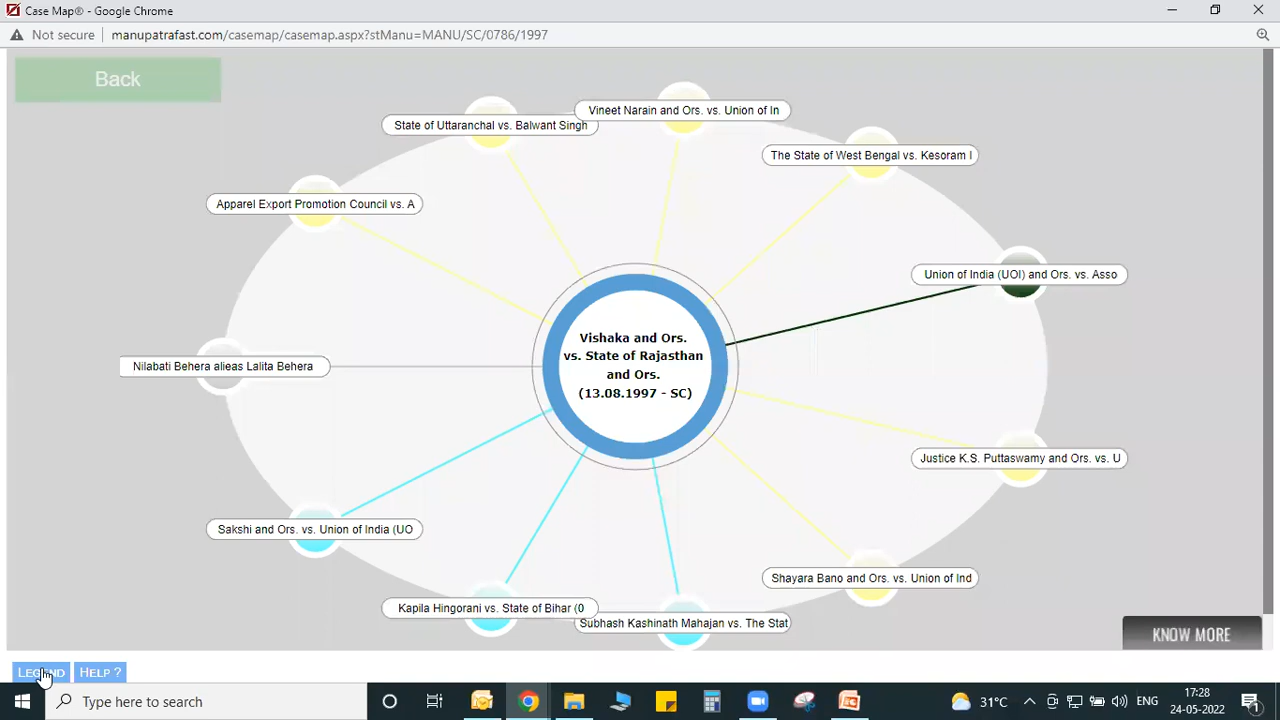 Case Map® - Google Chrome
Not secure
manupatrafast.com/casemap/casemap.aspx?stManu=MANU/SC/0786/1997
Back
Vineet Narain and Ors. vs. Union of In
State of Uttaranchal vs. Balwant Singh
The State of West Bengal vs. Kesoram I
Apparel Export Promotion Council vs. A
Union of India (UOI) and Ors. vs. Asso
Vishaka and Ors.
vs. State of Rajasthan
and Ors.
(13.08.1997 - SC)
Nilabati Behera alieas Lalita Behera
Justice K.S. Puttaswamy and Ors. vs. U
Sakshi and Ors. vs. Union of India (UO
Shayara Bano and Ors. vs. Union of Ind
Kapila Hingorani vs. State of Bihar (0
Subhash Kashinath Mahajan vs. The Stat
KNOW MORE
LEGEND
HELP ?
Type here to search
31°C
ENG
17:28
24-05-2022
1